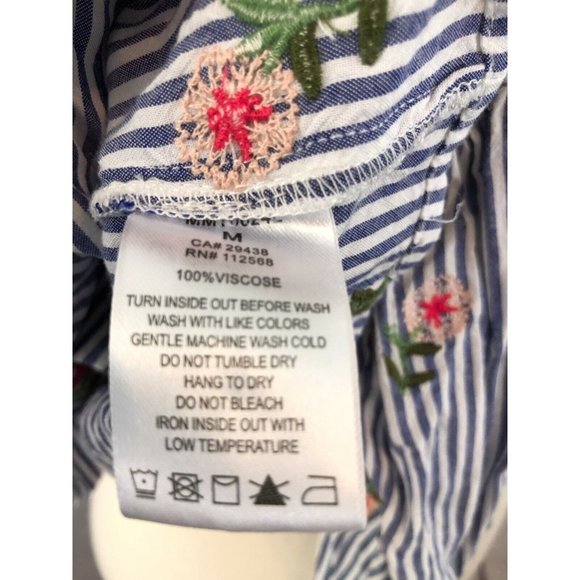 M
CA# 29438
RN# 112568
100%VISCOSE
TURN INSIDE OUT BEFORE WASH
WASH WITH LIKE COLORS
GENTLE MACHINE WASH COLD
DO NOT TUMBLE DRY
HANG TO DRY
DO NOT BLEACH
IRON INSIDE OUT WITH
LOW TEMPERATURE